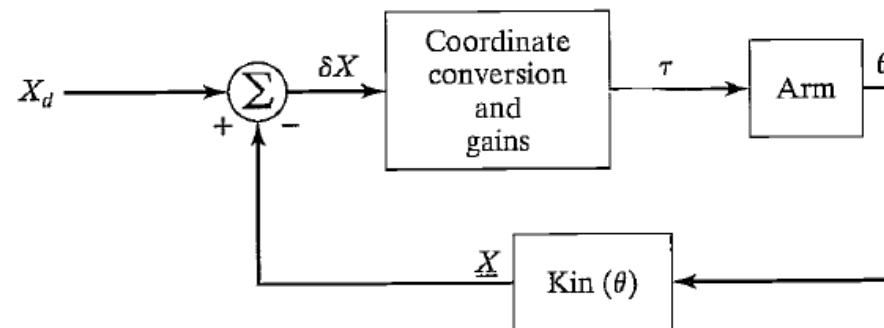 X_d
+
Σ
−
δX
Coordinate
conversion
and
gains
τ
Arm
θ
X
Kin (θ)